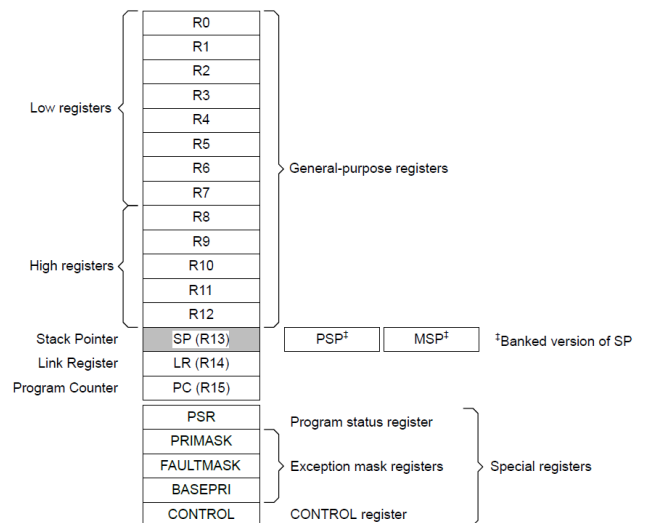 R0
R1
R2
R3
Low registers
R4
R5
R6
General-purpose registers
R7
R8
R9
High registers
R10
R11
R12
Stack Pointer SP (R13) PSP‡ MSP‡ ‡Banked version of SP
Link Register LR (R14)
Program Counter PC (R15)
PSR Program status register
PRIMASK
FAULTMASK Exception mask registers Special registers
BASEPRI
CONTROL CONTROL register